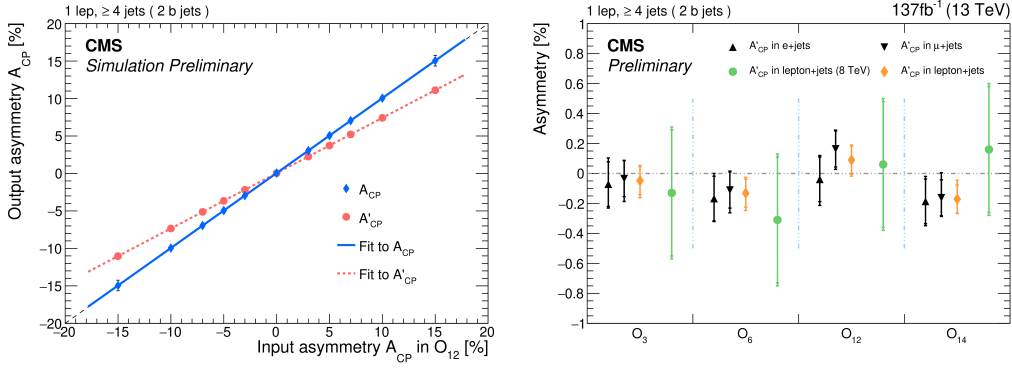 1 lep, ≥ 4 jets ( 2 b jets )
CMS
Simulation Preliminary
Output asymmetry A_CP [%]
20
15
10
5
0
−5
−10
−15
−20
A_CP
A'_CP
Fit to A_CP
Fit to A'_CP
−20 −15 −10 −5 0 5 10 15 20
Input asymmetry A_CP in O_12 [%]
1 lep, ≥ 4 jets ( 2 b jets ) 137fb⁻¹ (13 TeV)
CMS
Preliminary
A'_CP in e+jets A'_CP in μ+jets
A'_CP in lepton+jets (8 TeV) A'_CP in lepton+jets
Asymmetry [%]
1
0.8
0.6
0.4
0.2
0
−0.2
−0.4
−0.6
−0.8
−1
O_3 O_6 O_12 O_14